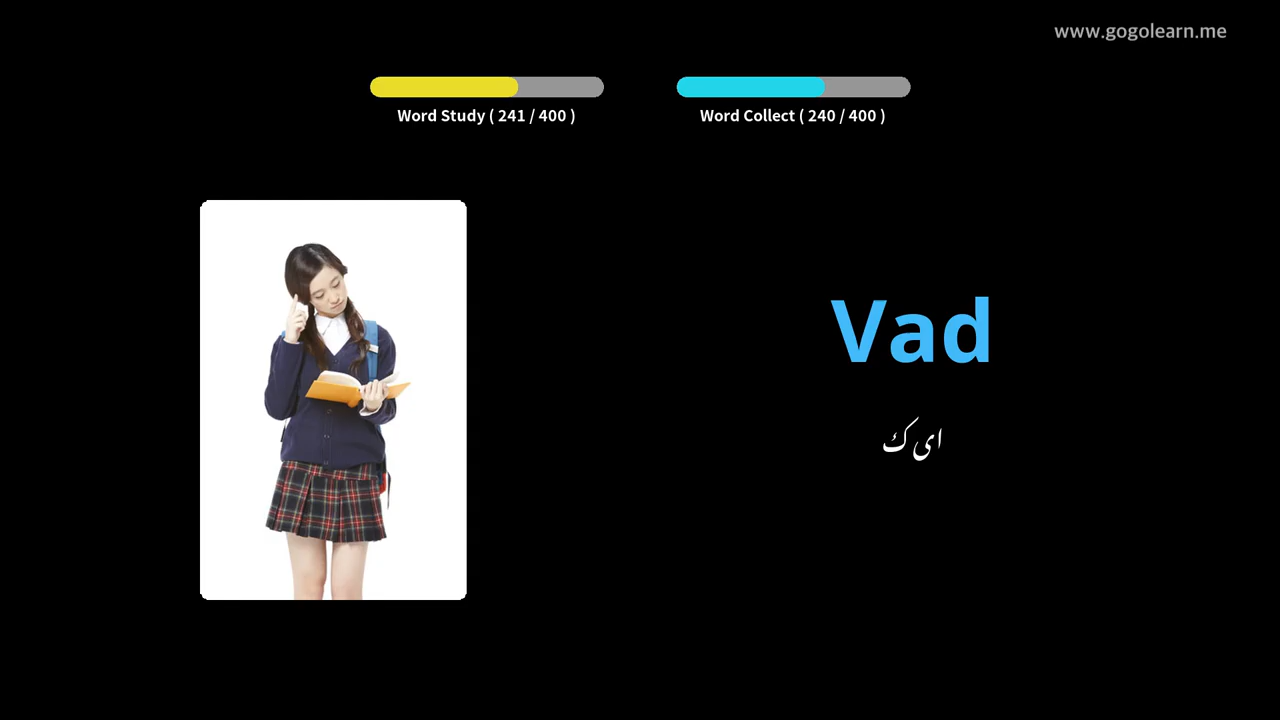 www.gogolearn.me
Word Study ( 241 / 400 )
Word Collect ( 240 / 400 )
Vad
ای ک